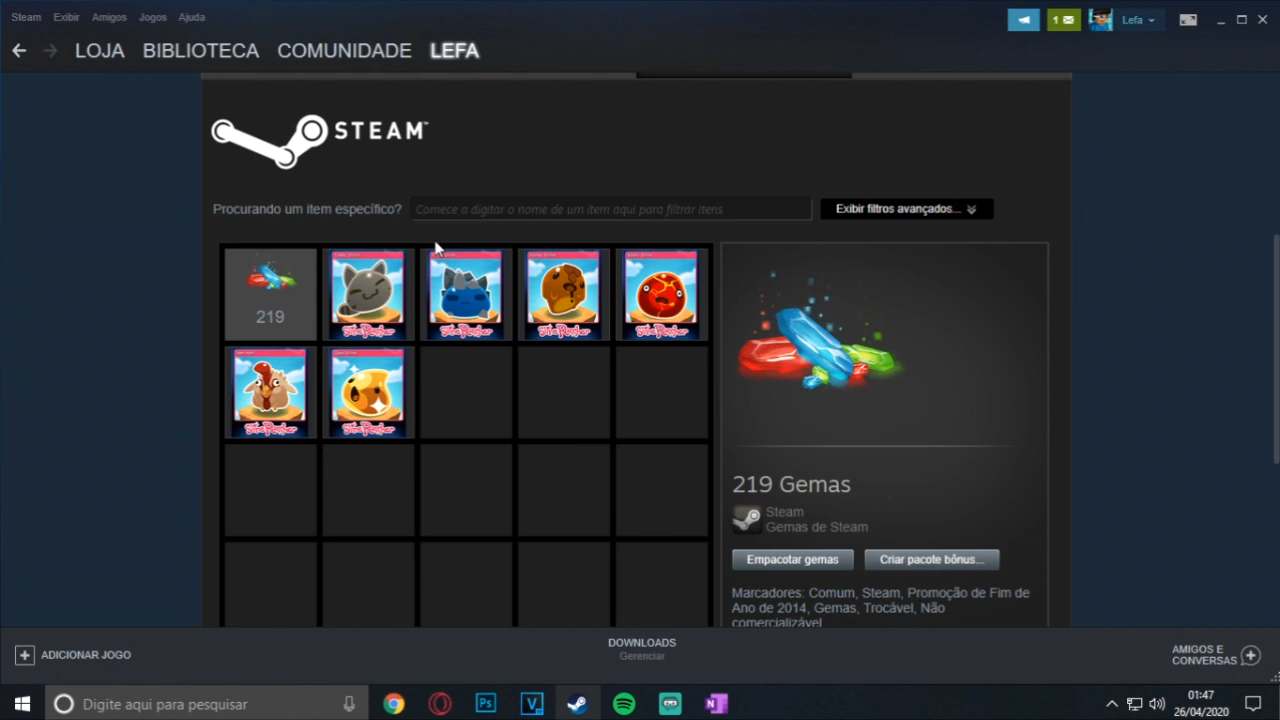 Steam Exibir Amigos Jogos Ajuda
1 Lefa
LOJA BIBLIOTECA COMUNIDADE LEFA
STEAM™
Procurando um item específico? Comece a digitar o nome de um item aqui para filtrar itens Exibir filtros avançados...
219
219 Gemas
Steam
Gemas de Steam
Empacotar gemas Criar pacote bônus...
Marcadores: Comum, Steam, Promoção de Fim de
Ano de 2014, Gemas, Trocável, Não
comercializável
ADICIONAR JOGO
DOWNLOADS
Gerenciar
AMIGOS E
CONVERSAS
Digite aqui para pesquisar
Ps
V
N
01:47
26/04/2020